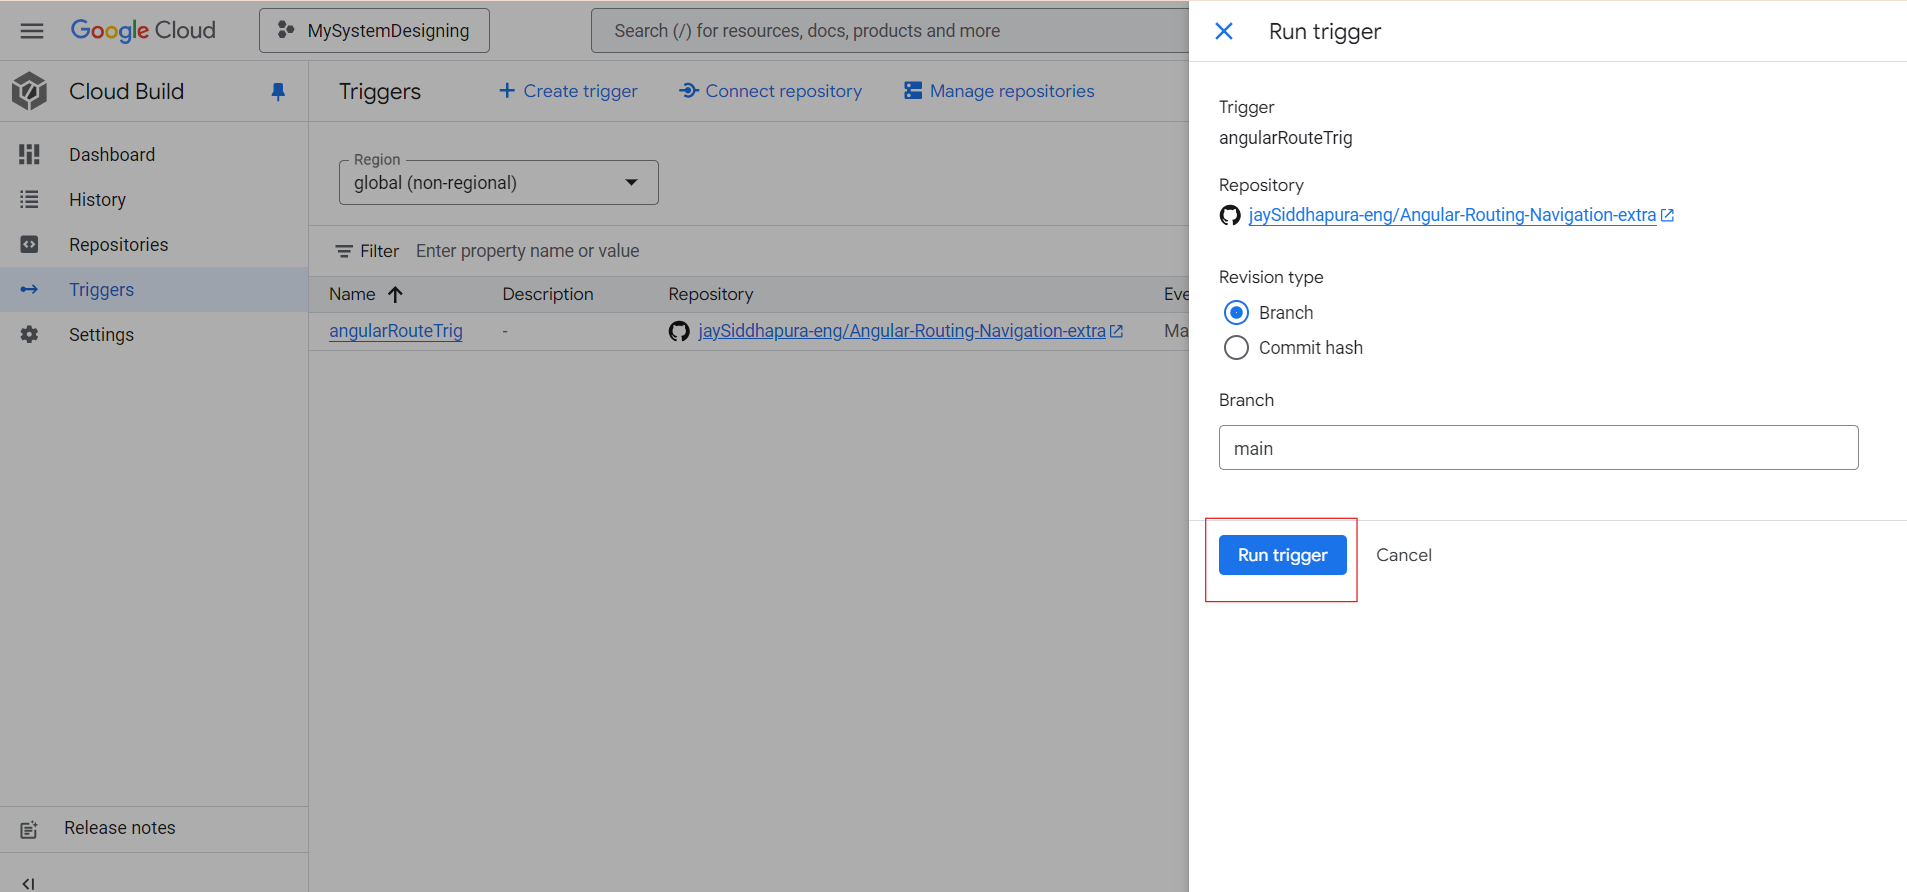 Google Cloud
MySystemDesigning
Search (/) for resources, docs, products and more
Cloud Build
Dashboard
History
Repositories
Triggers
Settings
Release notes
Triggers
Create trigger
Connect repository
Manage repositories
Region
global (non-regional)
Filter Enter property name or value
Name Description Repository Eve
angularRouteTrig - jaySiddhapura-eng/Angular-Routing-Navigation-extra Ma
Run trigger
Trigger
angularRouteTrig
Repository
jaySiddhapura-eng/Angular-Routing-Navigation-extra
Revision type
Branch
Commit hash
Branch
main
Run trigger Cancel